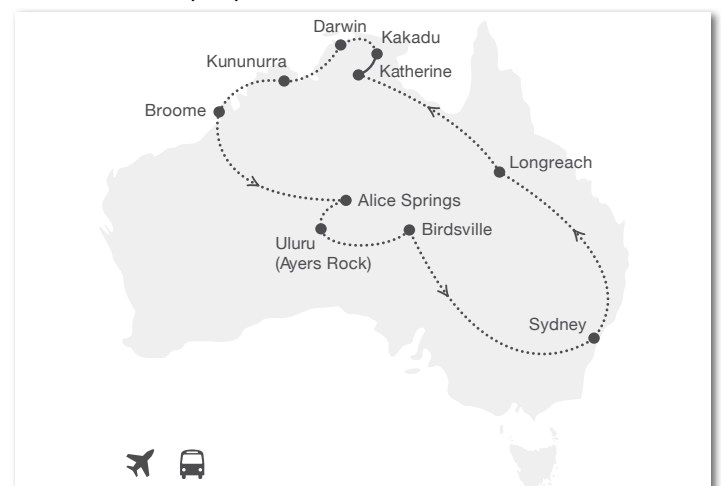 Darwin
Kakadu
Kununurra
Katherine
Broome
Longreach
Alice Springs
Birdsville
Uluru
(Ayers Rock)
Sydney